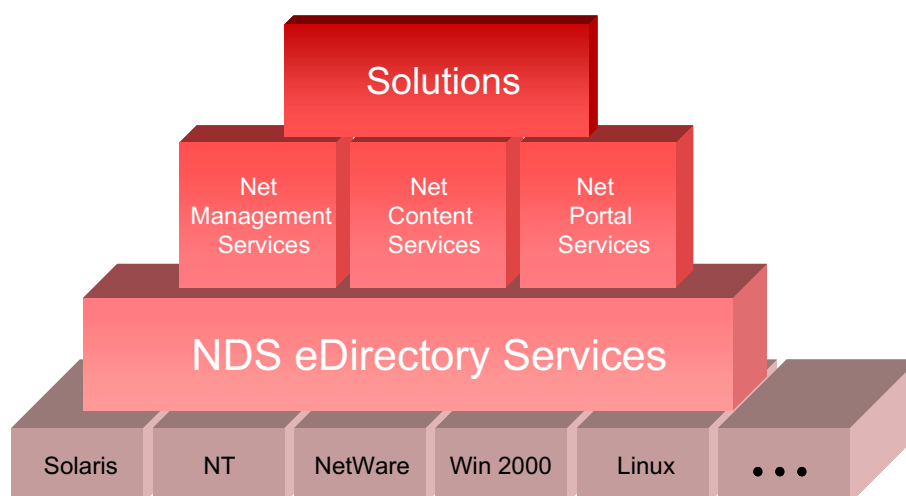 Solutions
Net
Management
Services
Net
Content
Services
Net
Portal
Services
NDS eDirectory Services
Solaris
NT
NetWare
Win 2000
Linux
...